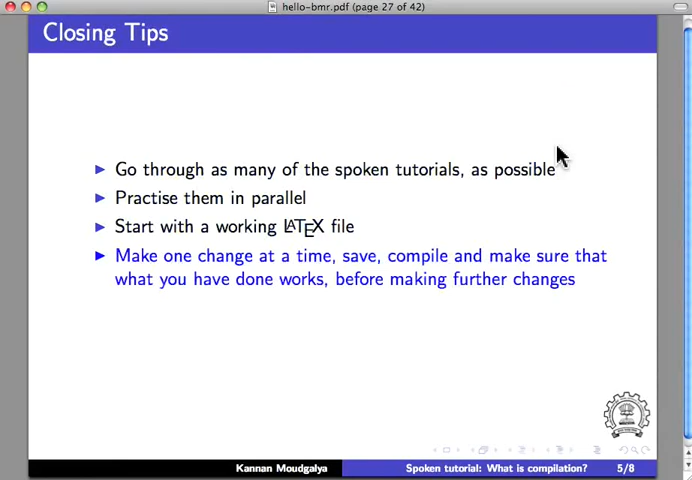 hello-bmr.pdf (page 27 of 42)
Closing Tips
Go through as many of the spoken tutorials, as possible
Practise them in parallel
Start with a working LATEX file
Make one change at a time, save, compile and make sure that
what you have done works, before making further changes
Kannan Moudgalya Spoken tutorial: What is compilation? 5/8